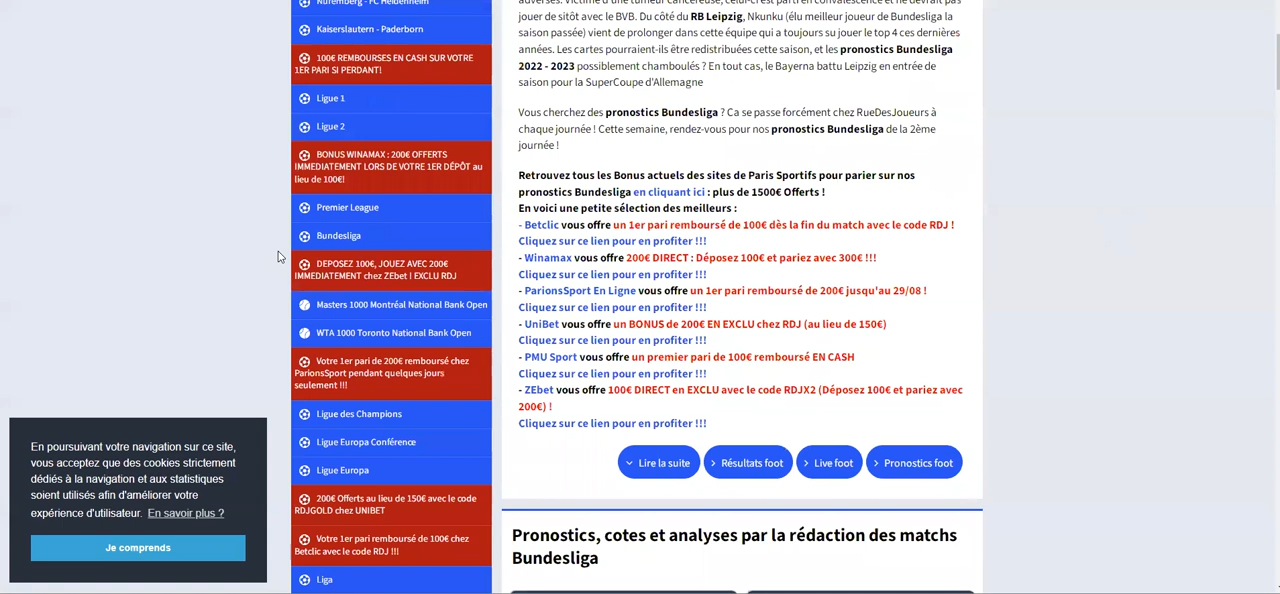 Nuremberg - FC Heidenheim
Kaiserslautern - Paderborn
100€ REMBOURSES EN CASH SUR VOTRE
1ER PARI SI PERDANT!
Ligue 1
Ligue 2
BONUS WINAMAX : 200€ OFFERTS
IMMEDIATEMENT LORS DE VOTRE 1ER DÉPÔT au
lieu de 100€!
Premier League
Bundesliga
DEPOSEZ 100€, JOUEZ AVEC 200€
IMMEDIATEMENT chez ZEbet ! EXCLU RDJ
Masters 1000 Montréal National Bank Open
WTA 1000 Toronto National Bank Open
Votre 1er pari de 200€ remboursé chez
ParionsSport pendant quelques jours
seulement !!!
Ligue des Champions
Ligue Europa Conférence
Ligue Europa
200€ Offerts au lieu de 150€ avec le code
RDJGOLD chez UNIBET
Votre 1er pari remboursé de 100€ chez
Betclic avec le code RDJ !!!
Liga
adverses. Victime d'une tumeur cancéreuse, celui-ci est parti en convalescence et ne devrait pas
jouer de sitôt avec le BVB. Du côté du RB Leipzig, Nkunku (élu meilleur joueur de Bundesliga la
saison passée) vient de prolonger dans cette équipe qui a toujours su jouer le top 4 ces dernières
années. Les cartes pourraient-ils être redistribuées cette saison, et les pronostics Bundesliga
2022 - 2023 possiblement chamboulés ? En tout cas, le Bayerna battu Leipzig en entrée de
saison pour la SuperCoupe d'Allemagne
Vous cherchez des pronostics Bundesliga ? Ca se passe forcément chez RueDesJoueurs à
chaque journée ! Cette semaine, rendez-vous pour nos pronostics Bundesliga de la 2ème
journée !
Retrouvez tous les Bonus actuels des sites de Paris Sportifs pour parier sur nos
pronostics Bundesliga en cliquant ici : plus de 1500€ Offerts !
En voici une petite sélection des meilleurs :
- Betclic vous offre un 1er pari remboursé de 100€ dès la fin du match avec le code RDJ !
Cliquez sur ce lien pour en profiter !!!
- Winamax vous offre 200€ DIRECT : Déposez 100€ et pariez avec 300€ !!!
Cliquez sur ce lien pour en profiter !!!
- ParionsSport En Ligne vous offre un 1er pari remboursé de 200€ jusqu'au 29/08 !
Cliquez sur ce lien pour en profiter !!!
- UniBet vous offre un BONUS de 200€ EN EXCLU chez RDJ (au lieu de 150€)
Cliquez sur ce lien pour en profiter !!!
- PMU Sport vous offre un premier pari de 100€ remboursé EN CASH
Cliquez sur ce lien pour en profiter !!!
- ZEbet vous offre 100€ DIRECT en EXCLU avec le code RDJX2 (Déposez 100€ et pariez avec
200€) !
Cliquez sur ce lien pour en profiter !!!
Lire la suite
Résultats foot
Live foot
Pronostics foot
Pronostics, cotes et analyses par la rédaction des matchs
Bundesliga
En poursuivant votre navigation sur ce site,
vous acceptez que des cookies strictement
dédiés à la navigation et aux statistiques
soient utilisés afin d'améliorer votre
expérience d'utilisateur. En savoir plus ?
Je comprends